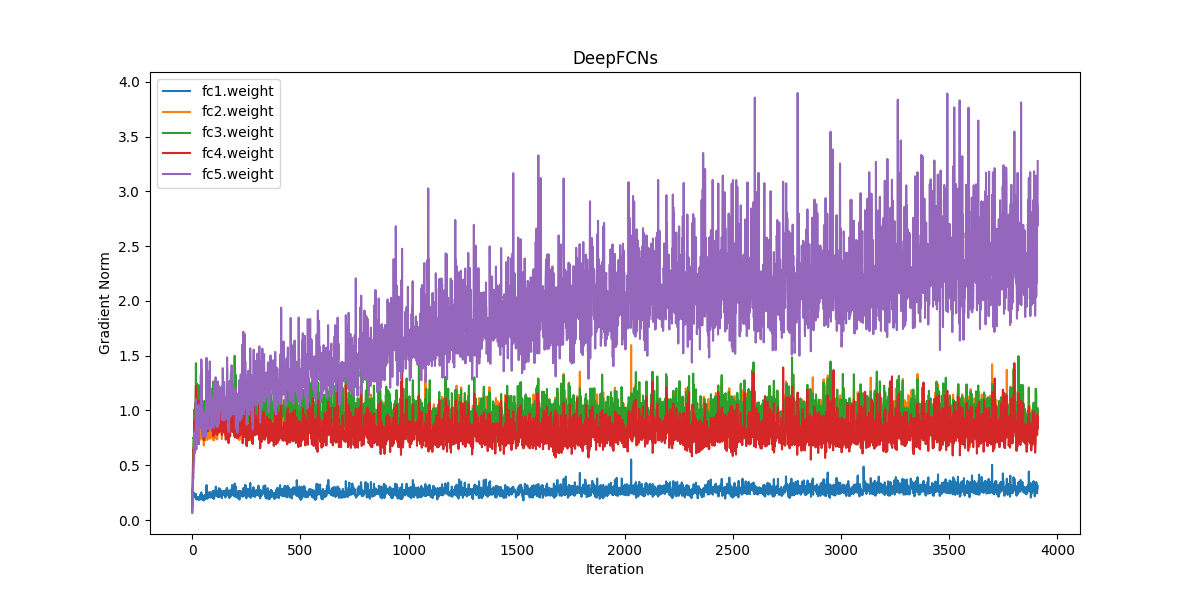 DeepFCNs
fc1.weight
fc2.weight
fc3.weight
fc4.weight
fc5.weight
Gradient Norm
4.0
3.5
3.0
2.5
2.0
1.5
1.0
0.5
0.0
0 500 1000 1500 2000 2500 3000 3500 4000
Iteration